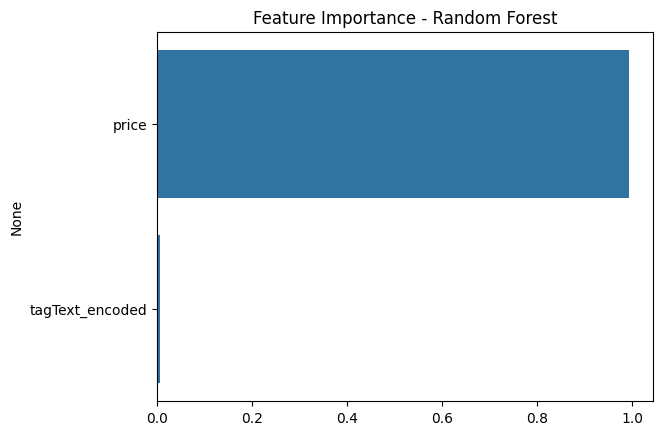 Feature Importance - Random Forest
price
None
tagText_encoded
0.0 0.2 0.4 0.6 0.8 1.0